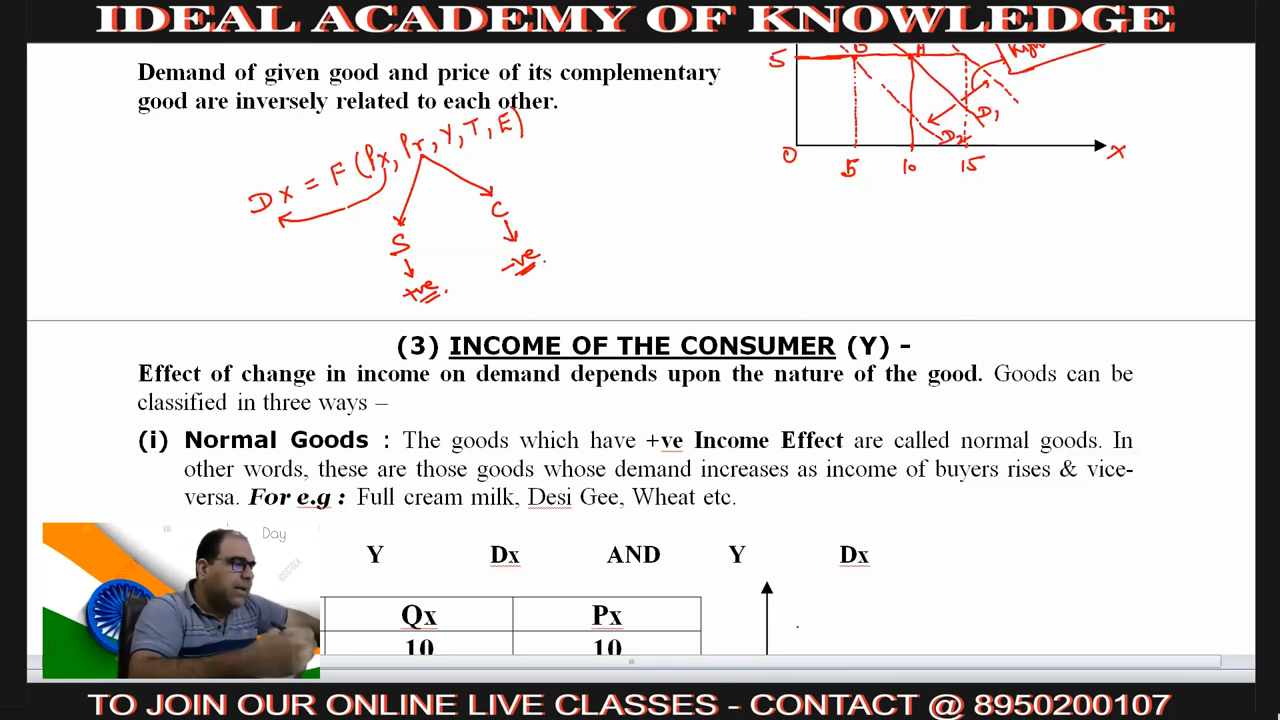 IDEAL ACADEMY OF KNOWLEDGE
Demand of given good and price of its complementary
good are inversely related to each other.
Dx = F (Px, Pr, Y, T, E)
S
C
+ve
-ve
5
A
D1
D2
0
5
10
15
X
(3) INCOME OF THE CONSUMER (Y) -
Effect of change in income on demand depends upon the nature of the good. Goods can be
classified in three ways –
(i) Normal Goods : The goods which have +ve Income Effect are called normal goods. In
other words, these are those goods whose demand increases as income of buyers rises & vice-
versa. For e.g : Full cream milk, Desi Gee, Wheat etc.
Day
Y Dx AND Y Dx
Qx Px
10 10
TO JOIN OUR ONLINE LIVE CLASSES - CONTACT @ 8950200107